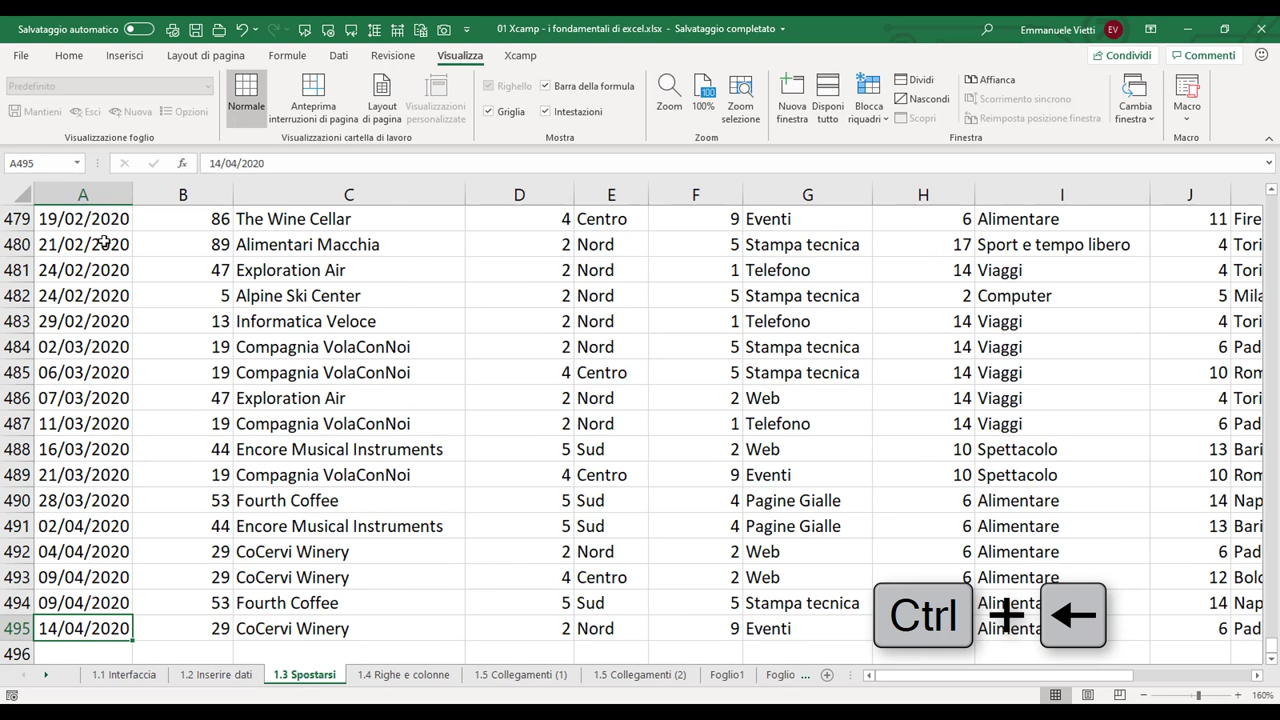 Salvataggio automatico
01 Xcamp - i fondamentali di excel.xlsx - Salvataggio completato
Emmanuele Vietti EV
File Home Inserisci Layout di pagina Formule Dati Revisione Visualizza Xcamp Condividi Commenti
Predefinito
Mantieni Esci Nuova Opzioni
Visualizzazione foglio
Normale
Anteprima interruzioni di pagina
Layout di pagina
Visualizzazioni personalizzate
Visualizzazioni cartella di lavoro
Righello Barra della formula
Griglia Intestazioni
Mostra
Zoom
100%
Zoom selezione
Zoom
Nuova finestra
Disponi tutto
Blocca riquadri
Dividi
Nascondi
Scopri
Affianca
Scorrimento sincrono
Reimposta posizione finestra
Finestra
Cambia finestra
Macro
Macro
A495 fx 14/04/2020
A B C D E F G H I J
479 19/02/2020 86 The Wine Cellar 4 Centro 9 Eventi 6 Alimentare 11 Fire
480 21/02/2020 89 Alimentari Macchia 2 Nord 5 Stampa tecnica 17 Sport e tempo libero 4 Tori
481 24/02/2020 47 Exploration Air 2 Nord 1 Telefono 14 Viaggi 4 Tori
482 24/02/2020 5 Alpine Ski Center 2 Nord 5 Stampa tecnica 2 Computer 5 Mila
483 29/02/2020 13 Informatica Veloce 2 Nord 1 Telefono 14 Viaggi 4 Tori
484 02/03/2020 19 Compagnia VolaConNoi 2 Nord 5 Stampa tecnica 14 Viaggi 6 Pad
485 06/03/2020 19 Compagnia VolaConNoi 4 Centro 5 Stampa tecnica 14 Viaggi 10 Rom
486 07/03/2020 47 Exploration Air 2 Nord 2 Web 14 Viaggi 4 Tori
487 11/03/2020 19 Compagnia VolaConNoi 2 Nord 1 Telefono 14 Viaggi 6 Pad
488 16/03/2020 44 Encore Musical Instruments 5 Sud 2 Web 10 Spettacolo 13 Bari
489 21/03/2020 19 Compagnia VolaConNoi 4 Centro 9 Eventi 10 Spettacolo 10 Rom
490 28/03/2020 53 Fourth Coffee 5 Sud 4 Pagine Gialle 6 Alimentare 14 Nap
491 02/04/2020 44 Encore Musical Instruments 5 Sud 4 Pagine Gialle 6 Alimentare 13 Bari
492 04/04/2020 29 CoCervi Winery 2 Nord 2 Web 6 Alimentare 6 Pad
493 09/04/2020 29 CoCervi Winery 4 Centro 2 Web 6 Alimentare 12 Bolo
494 09/04/2020 53 Fourth Coffee 5 Sud 5 Stampa tecnica 14 Nap
495 14/04/2020 29 CoCervi Winery 2 Nord 9 Eventi 6 Pad
496
Ctrl + ←
1.1 Interfaccia 1.2 Inserire dati 1.3 Spostarsi 1.4 Righe e colonne 1.5 Collegamenti (1) 1.5 Collegamenti (2) Foglio1 Foglio ...
160%